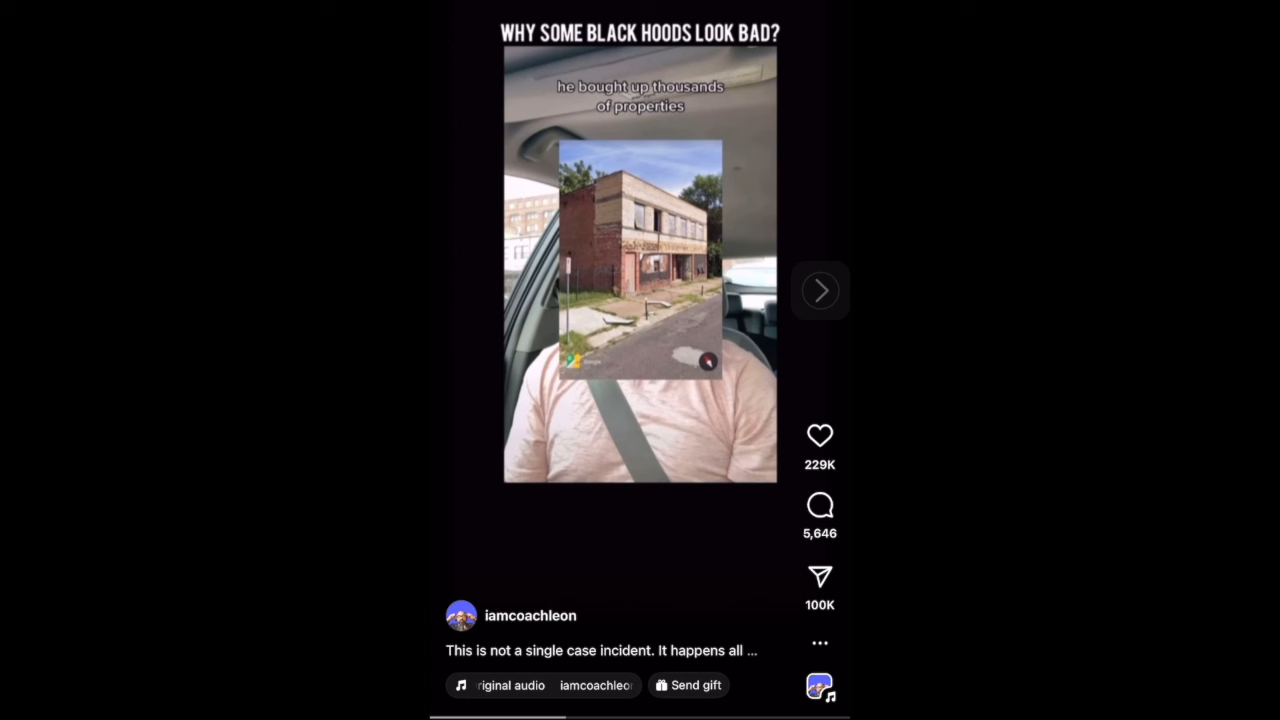 WHY SOME BLACK HOODS LOOK BAD?
he bought up thousands
of properties
Google
229K
5,646
100K
iamcoachleon
This is not a single case incident. It happens all ...
riginal audio iamcoachleo
Send gift